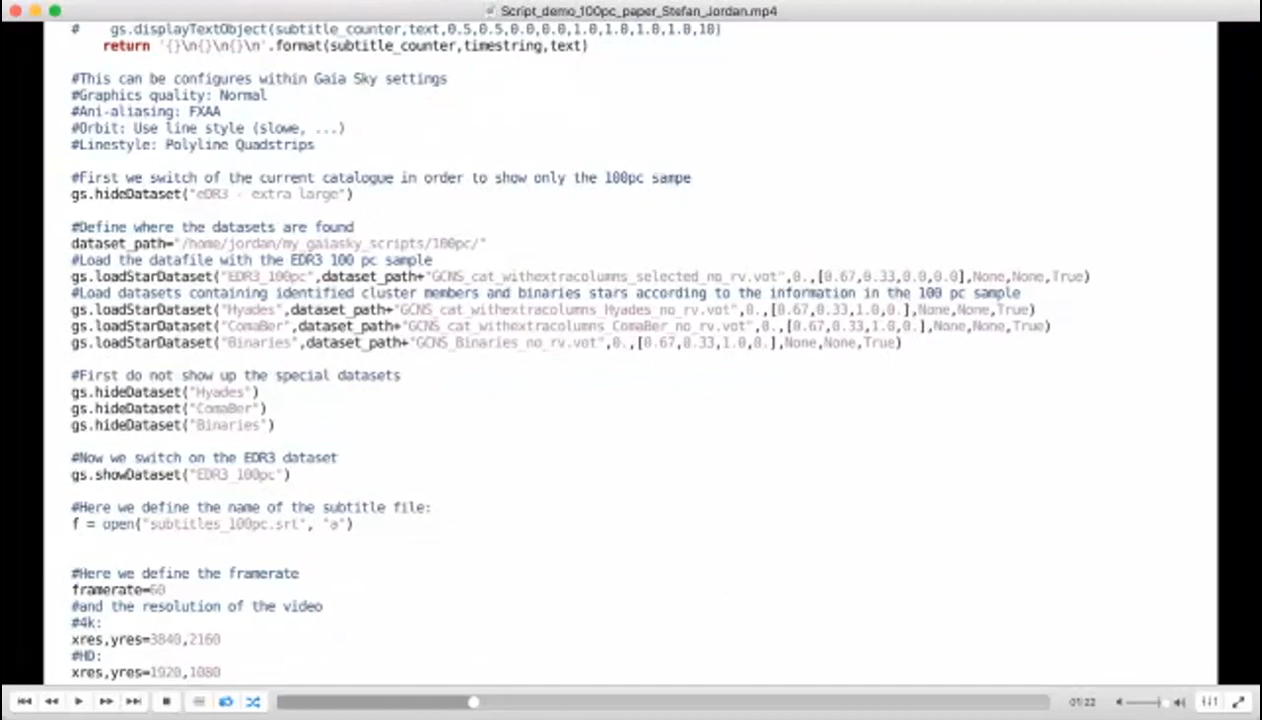 Script_demo_100pc_paper_Stefan_Jordan.mp4
#    gs.displayTextObject(subtitle_counter,text,0.5,0.5,0.0,0.0,1.0,1.0,1.0,1.0,10)
return '{}\n{}\n{}\n'.format(subtitle_counter,timestring,text)
#This can be configures within Gaia Sky settings
#Graphics quality: Normal
#Ani-aliasing: FXAA
#Orbit: Use line style (slowe, ...)
#Linestyle: Polyline Quadstrips
#First we switch of the current catalogue in order to show only the 100pc sampe
gs.hideDataset("eDR3 - extra large")
#Define where the datasets are found
dataset_path="/home/jordan/my_gaiasky_scripts/100pc/"
#Load the datafile with the EDR3 100 pc sample
gs.loadStarDataset("EDR3_100pc",dataset_path+"GCNS_cat_withextracolumns_selected_no_rv.vot",0.,[0.67,0.33,0.0,0.0],None,None,True)
#Load datasets containing identified cluster members and binaries stars according to the information in the 100 pc sample
gs.loadStarDataset("Hyades",dataset_path+"GCNS_cat_withextracolumns_Hyades_no_rv.vot",0.,[0.67,0.33,1.0,0.],None,None,True)
gs.loadStarDataset("ComaBer",dataset_path+"GCNS_cat_withextracolumns_ComaBer_no_rv.vot",0.,[0.67,0.33,1.0,0.],None,None,True)
gs.loadStarDataset("Binaries",dataset_path+"GCNS_Binaries_no_rv.vot",0.,[0.67,0.33,1.0,0.],None,None,True)
#First do not show up the special datasets
gs.hideDataset("Hyades")
gs.hideDataset("ComaBer")
gs.hideDataset("Binaries")
#Now we switch on the EDR3 dataset
gs.showDataset("EDR3_100pc")
#Here we define the name of the subtitle file:
f = open("subtitles_100pc.srt", "a")
#Here we define the framerate
framerate=60
#and the resolution of the video
#4k:
xres,yres=3840,2160
#HD:
xres,yres=1920,1080
01:22